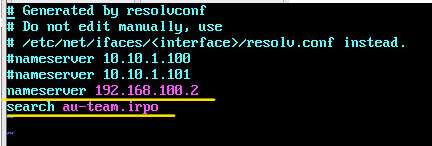 # Generated by resolvconf
# Do not edit manually, use
# /etc/net/ifaces/<interface>/resolv.conf instead.
#nameserver 10.10.1.100
#nameserver 10.10.1.101
nameserver 192.168.100.2
search au-team.irpo
~